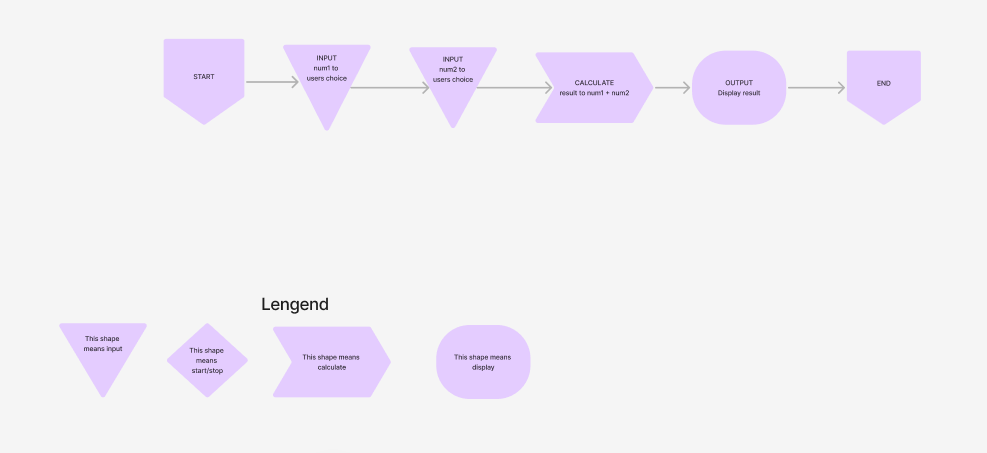 START
INPUT
num1 to
users choice
INPUT
num2 to
users choice
CALCULATE
result to num1 + num2
OUTPUT
Display result
END
Lengend
This shape
means input
This shape
means
start/stop
This shape means
calculate
This shape means
display